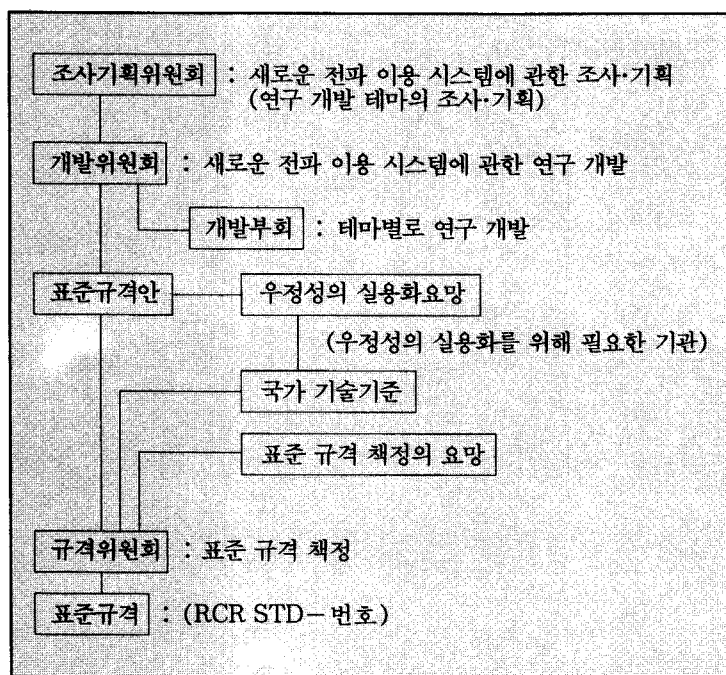 조사기획위원회 : 새로운 전파 이용 시스템에 관한 조사·기획
(연구 개발 테마의 조사·기획)
개발위원회 : 새로운 전파 이용 시스템에 관한 연구 개발
개발부회 : 테마별로 연구 개발
표준규격안 우정성의 실용화요망
(우정성의 실용화를 위해 필요한 기관)
국가 기술기준
표준 규격 책정의 요망
규격위원회 : 표준 규격 책정
표준규격 : (RCR STD-번호)